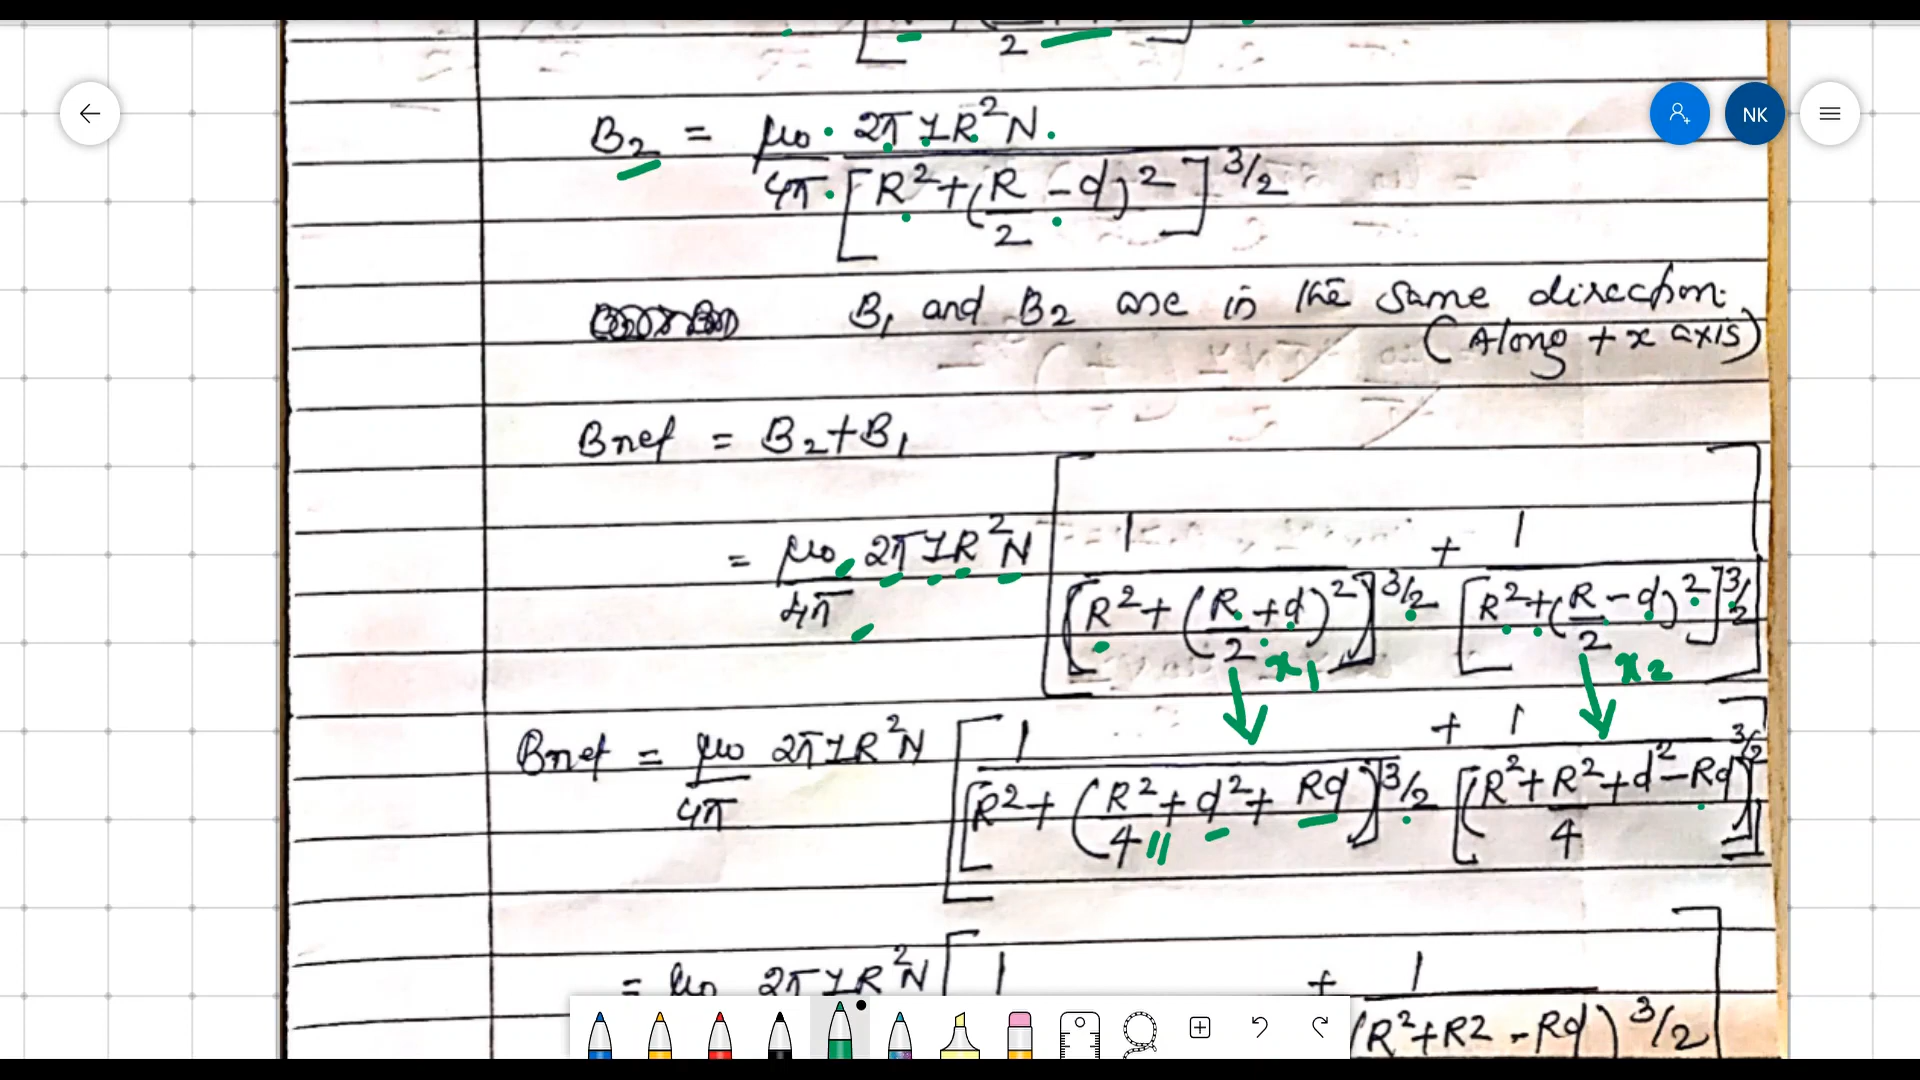 2
B2 = μ0 . 2π I R² N .
4π . [R² + (R/2 - d)²]^3/2
B1 and B2 are in the same direction.
(Along + x axis)
Bnet = B2 + B1
= μ0/4π . 2π I R² N [ 1/[R² + (R/2 + d)²]^3/2 + 1/[R² + (R/2 - d)²]^3/2 ]
x1 x2
Bnet = μ0/4π 2π I R² N [ 1/[R² + (R²/4 + d² + Rd)]^3/2 + 1/[(R² + R²/4 + d² - Rd)]^3/2 ]
= μ0 2π I R² N [ 1 + 1
(R² + R2 - Rd)^3/2
NK